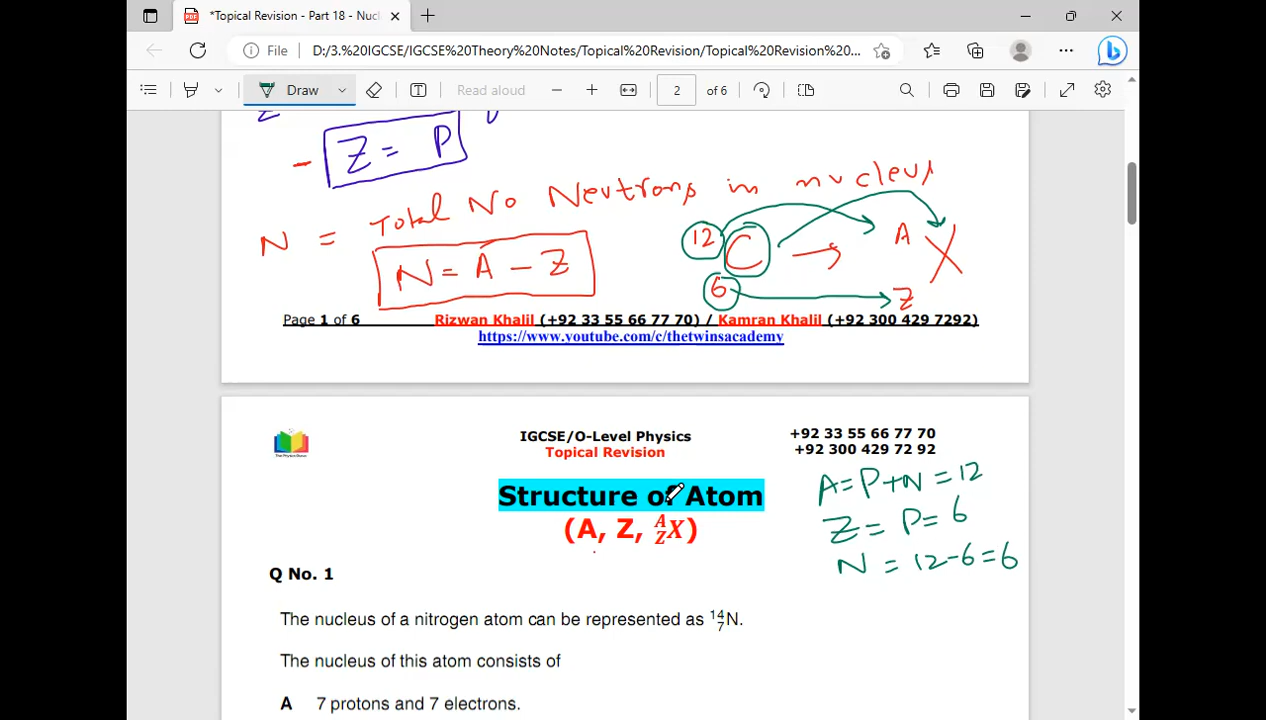 *Topical Revision - Part 18 - Nucl
File D:/3.%20IGCSE/IGCSE%20Theory%20Notes/Topical%20Revision/Topical%20Revision%20...
Draw Read aloud 2 of 6
Z = P
N = Total No Neutrons in nucleus
N = A - Z
12 C → A X
6 Z
Page 1 of 6 Rizwan Khalil (+92 33 55 66 77 70) / Kamran Khalil (+92 300 429 7292)
https://www.youtube.com/c/thetwinsacademy
IGCSE/O-Level Physics
Topical Revision
+92 33 55 66 77 70
+92 300 429 72 92
Structure of Atom
(A, Z, ᴬ_Z X)
A = P + N = 12
Z = P = 6
N = 12 - 6 = 6
Q No. 1
The nucleus of a nitrogen atom can be represented as ¹⁴₇N.
The nucleus of this atom consists of
A 7 protons and 7 electrons.